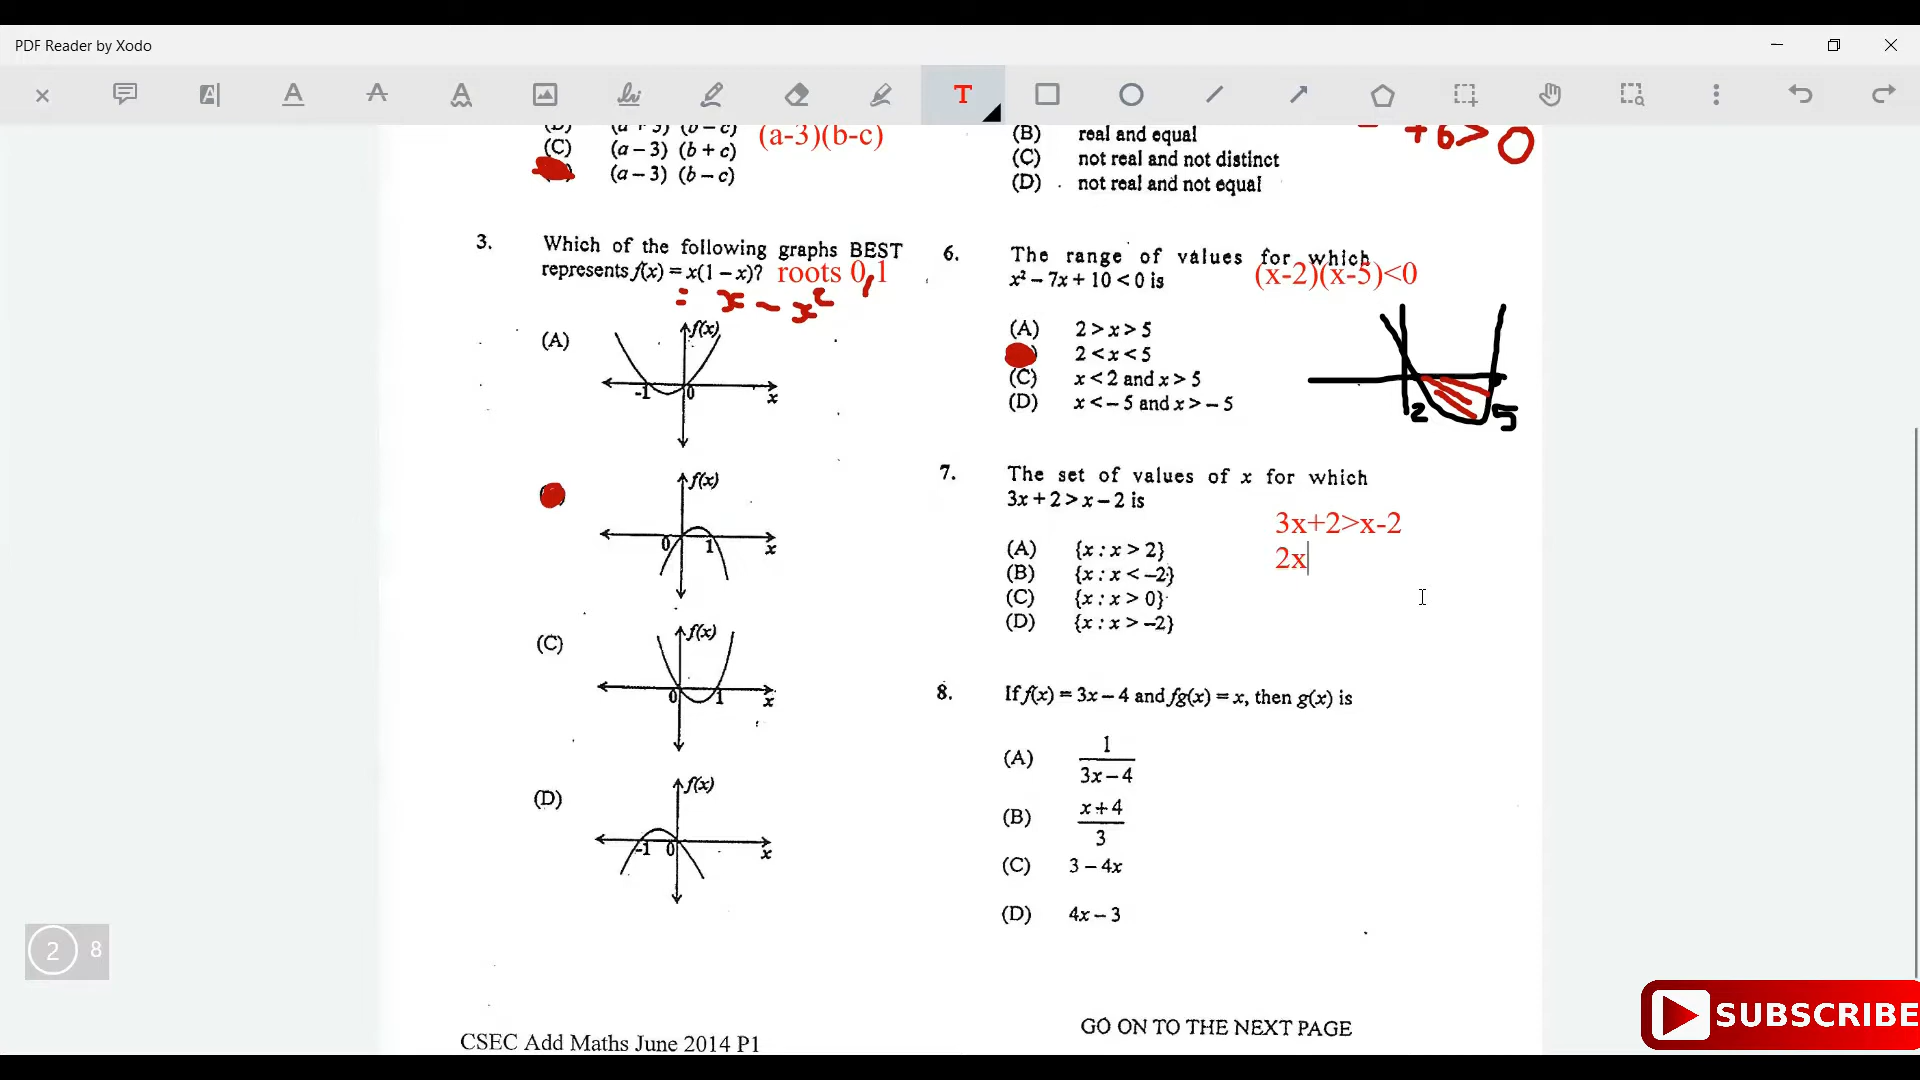 PDF Reader by Xodo
(a-3)(b-c)
(C) (a – 3) (b + c)
(a – 3) (b – c)
3. Which of the following graphs BEST
represents f(x) = x(1 – x)? roots 0,1
= x – x²
(A) f(x)
-1 0 x
f(x)
0 1 x
(C) f(x)
0 1 x
(D) f(x)
-1 0 x
CSEC Add Maths June 2014 P1
(B) real and equal
+6 > 0
(C) not real and not distinct
(D) not real and not equal
6. The range of values for which
x² – 7x + 10 < 0 is (x-2)(x-5)<0
(A) 2 > x > 5
2 < x < 5
(C) x < 2 and x > 5
(D) x < – 5 and x > – 5
2 5
7. The set of values of x for which
3x + 2 > x – 2 is
3x+2>x-2
2x
(A) {x : x > 2}
(B) {x : x < –2}
(C) {x : x > 0}
(D) {x : x > –2}
8. If f(x) = 3x – 4 and fg(x) = x, then g(x) is
(A) 1
3x – 4
(B) x + 4
3
(C) 3 – 4x
(D) 4x – 3
GO ON TO THE NEXT PAGE
2 8
SUBSCRIBE